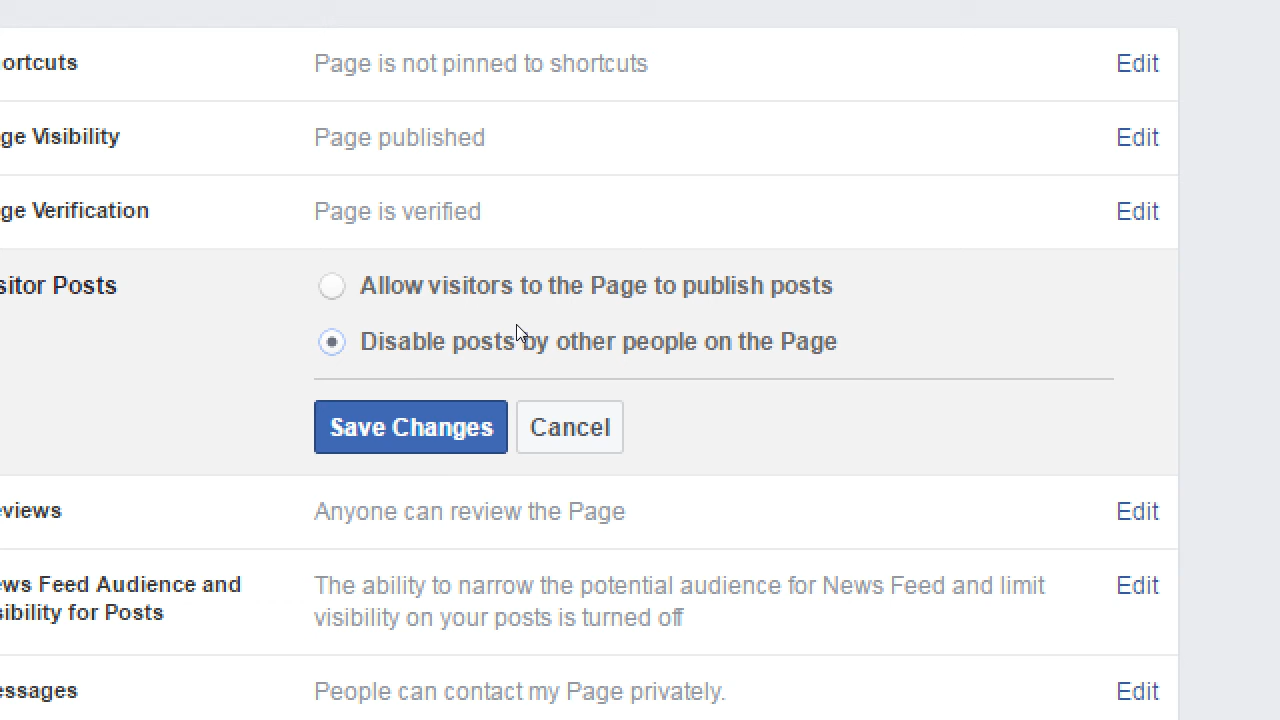 ortcuts Page is not pinned to shortcuts Edit
ge Visibility Page published Edit
ge Verification Page is verified Edit
sitor Posts Allow visitors to the Page to publish posts
Disable posts by other people on the Page
Save Changes Cancel
eviews Anyone can review the Page Edit
ews Feed Audience and The ability to narrow the potential audience for News Feed and limit Edit
sibility for Posts visibility on your posts is turned off
essages People can contact my Page privately. Edit